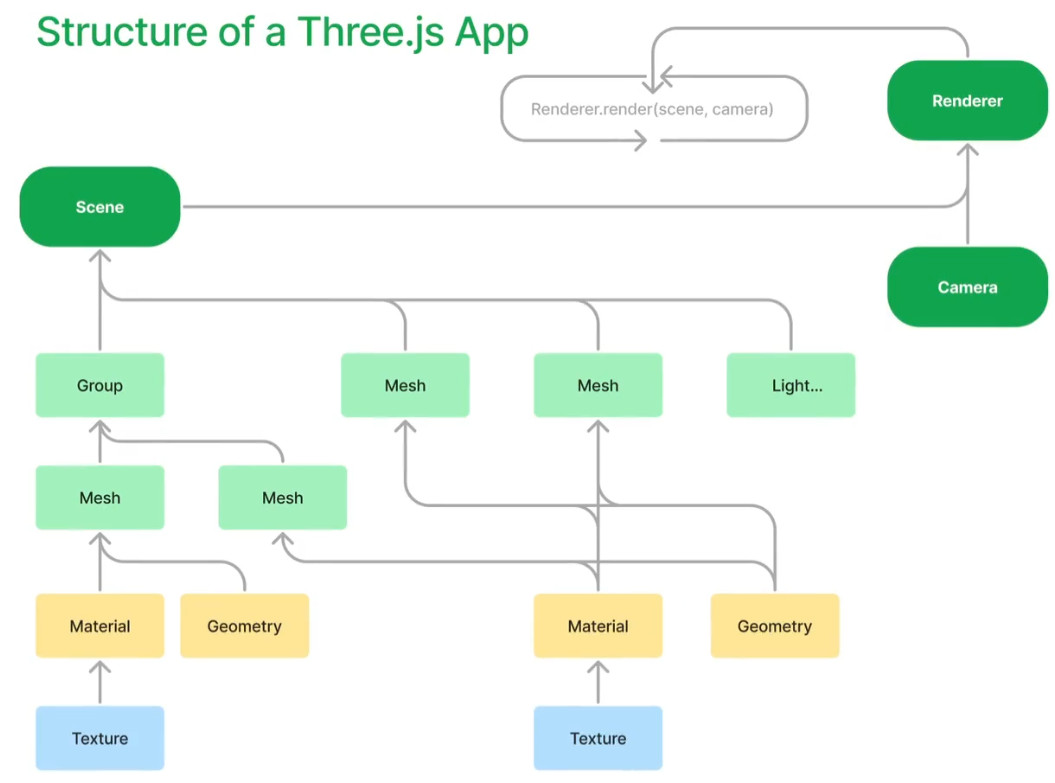 Structure of a Three.js App
Renderer.render(scene, camera)
Renderer
Scene
Camera
Group
Mesh
Mesh
Light...
Mesh
Mesh
Material
Geometry
Material
Geometry
Texture
Texture